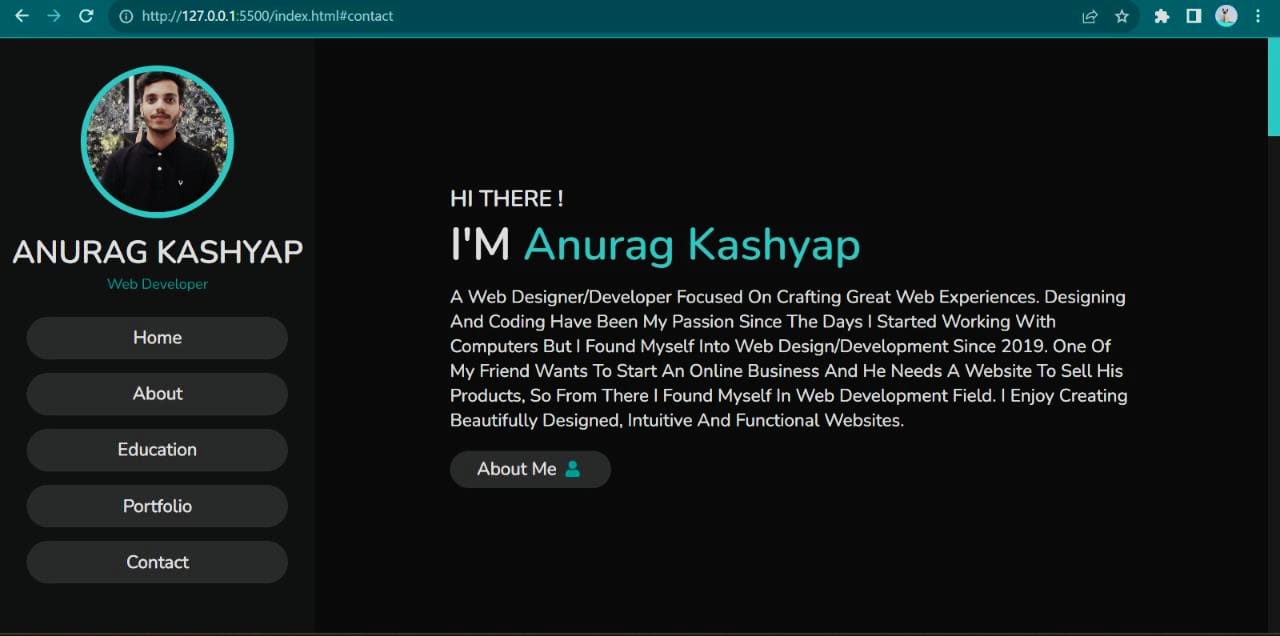 http://127.0.0.1:5500/index.html#contact
ANURAG KASHYAP
Web Developer
Home
About
Education
Portfolio
Contact
HI THERE !
I'M Anurag Kashyap
A Web Designer/Developer Focused On Crafting Great Web Experiences. Designing
And Coding Have Been My Passion Since The Days I Started Working With
Computers But I Found Myself Into Web Design/Development Since 2019. One Of
My Friend Wants To Start An Online Business And He Needs A Website To Sell His
Products, So From There I Found Myself In Web Development Field. I Enjoy Creating
Beautifully Designed, Intuitive And Functional Websites.
About Me